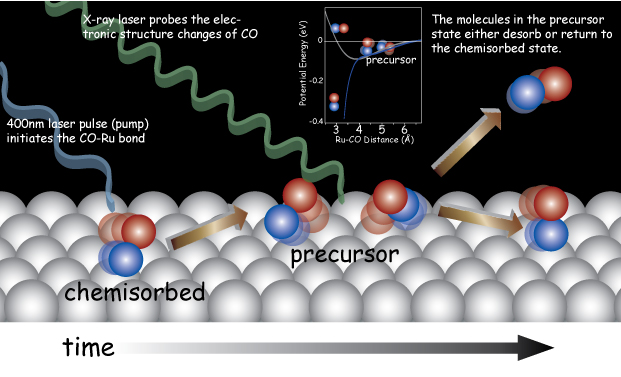 X-ray laser probes the elec-
tronic structure changes of CO
400nm laser pulse (pump)
initiates the CO-Ru bond
Potential Energy (eV)
0
-0.2
-0.4
precursor
3 4 5 6
Ru-CO Distance (Å)
The molecules in the precursor
state either desorb or return to
the chemisorbed state.
precursor
chemisorbed
time